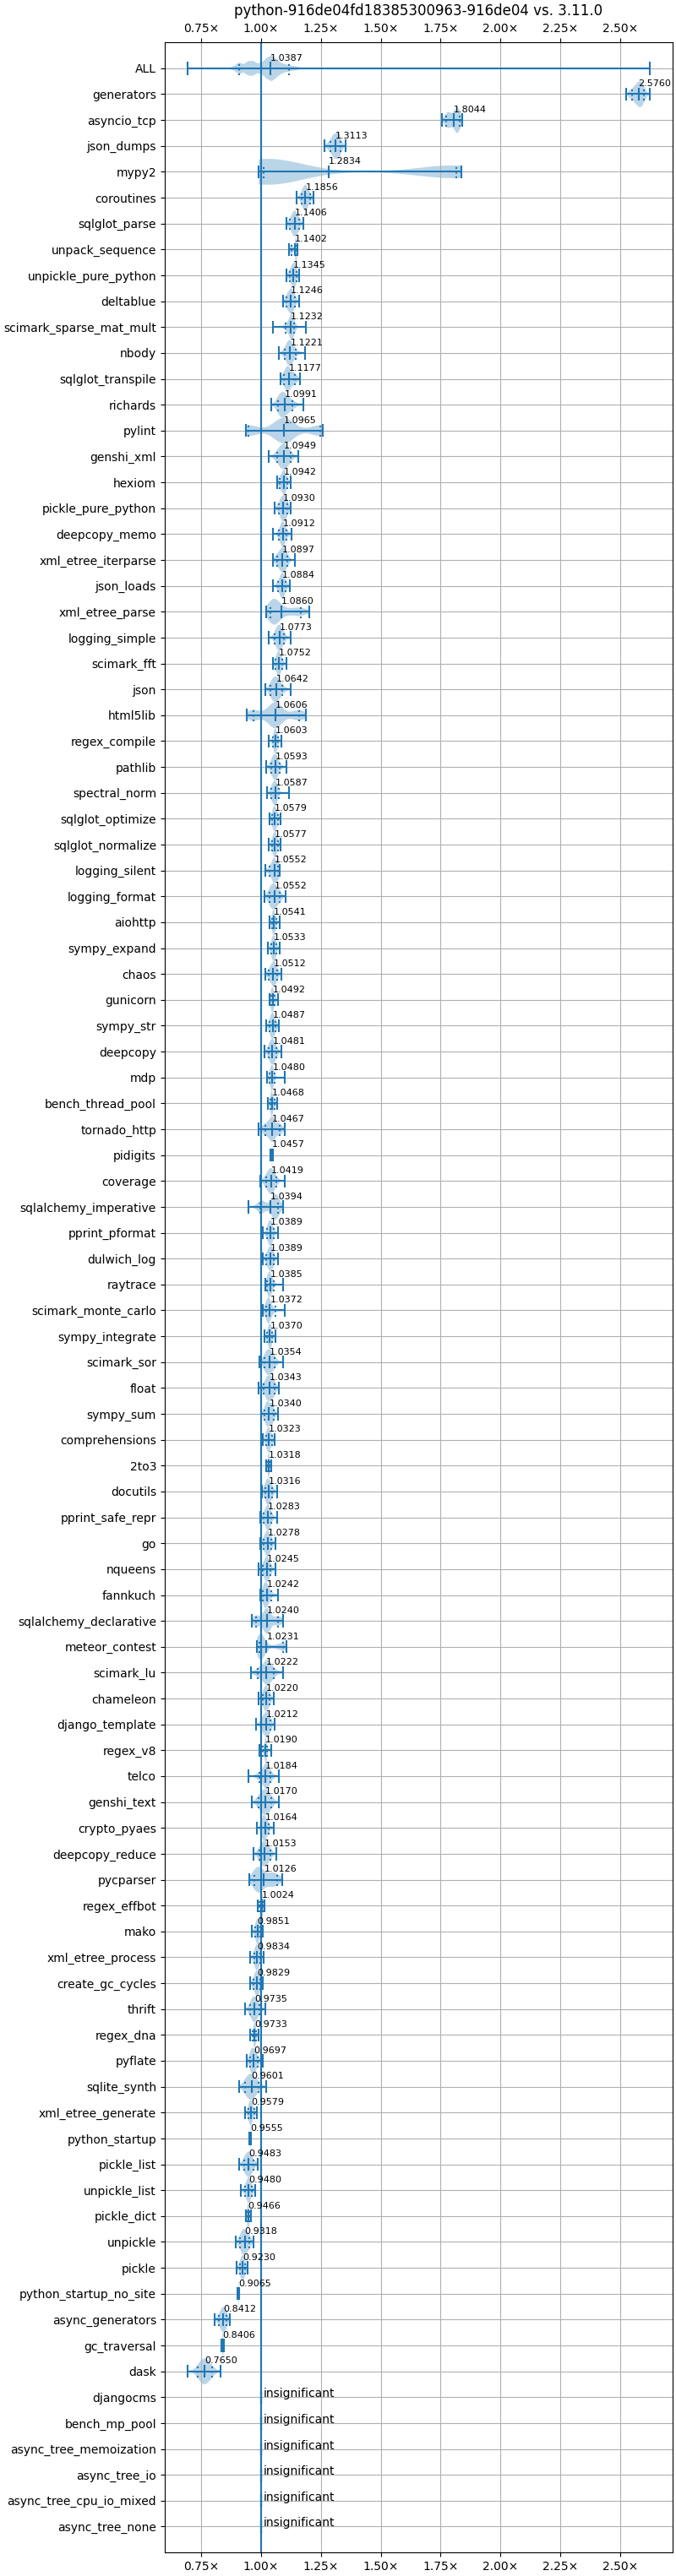 python-916de04fd18385300963-916de04 vs. 3.11.0
0.75× 1.00× 1.25× 1.50× 1.75× 2.00× 2.25× 2.50×
ALL 1.0387
generators 2.5760
asyncio_tcp 1.8044
json_dumps 1.3113
mypy2 1.2834
coroutines 1.1856
sqlglot_parse 1.1406
unpack_sequence 1.1402
unpickle_pure_python 1.1345
deltablue 1.1246
scimark_sparse_mat_mult 1.1232
nbody 1.1221
sqlglot_transpile 1.1177
richards 1.0991
pylint 1.0965
genshi_xml 1.0949
hexiom 1.0942
pickle_pure_python 1.0930
deepcopy_memo 1.0912
xml_etree_iterparse 1.0897
json_loads 1.0884
xml_etree_parse 1.0860
logging_simple 1.0773
scimark_fft 1.0752
json 1.0642
html5lib 1.0606
regex_compile 1.0603
pathlib 1.0593
spectral_norm 1.0587
sqlglot_optimize 1.0579
sqlglot_normalize 1.0577
logging_silent 1.0552
logging_format 1.0552
aiohttp 1.0541
sympy_expand 1.0533
chaos 1.0512
gunicorn 1.0492
sympy_str 1.0487
deepcopy 1.0481
mdp 1.0480
bench_thread_pool 1.0468
tornado_http 1.0467
pidigits 1.0457
coverage 1.0419
sqlalchemy_imperative 1.0394
pprint_pformat 1.0389
dulwich_log 1.0389
raytrace 1.0385
scimark_monte_carlo 1.0372
sympy_integrate 1.0370
scimark_sor 1.0354
float 1.0343
sympy_sum 1.0340
comprehensions 1.0323
2to3 1.0318
docutils 1.0316
pprint_safe_repr 1.0283
go 1.0278
nqueens 1.0245
fannkuch 1.0242
sqlalchemy_declarative 1.0240
meteor_contest 1.0231
scimark_lu 1.0222
chameleon 1.0220
django_template 1.0212
regex_v8 1.0190
telco 1.0184
genshi_text 1.0170
crypto_pyaes 1.0164
deepcopy_reduce 1.0153
pycparser 1.0126
regex_effbot 1.0024
mako 0.9851
xml_etree_process 0.9834
create_gc_cycles 0.9829
thrift 0.9735
regex_dna 0.9733
pyflate 0.9697
sqlite_synth 0.9601
xml_etree_generate 0.9579
python_startup 0.9555
pickle_list 0.9483
unpickle_list 0.9480
pickle_dict 0.9466
unpickle 0.9318
pickle 0.9230
python_startup_no_site 0.9065
async_generators 0.8412
gc_traversal 0.8406
dask 0.7650
djangocms insignificant
bench_mp_pool insignificant
async_tree_memoization insignificant
async_tree_io insignificant
async_tree_cpu_io_mixed insignificant
async_tree_none insignificant
0.75× 1.00× 1.25× 1.50× 1.75× 2.00× 2.25× 2.50×